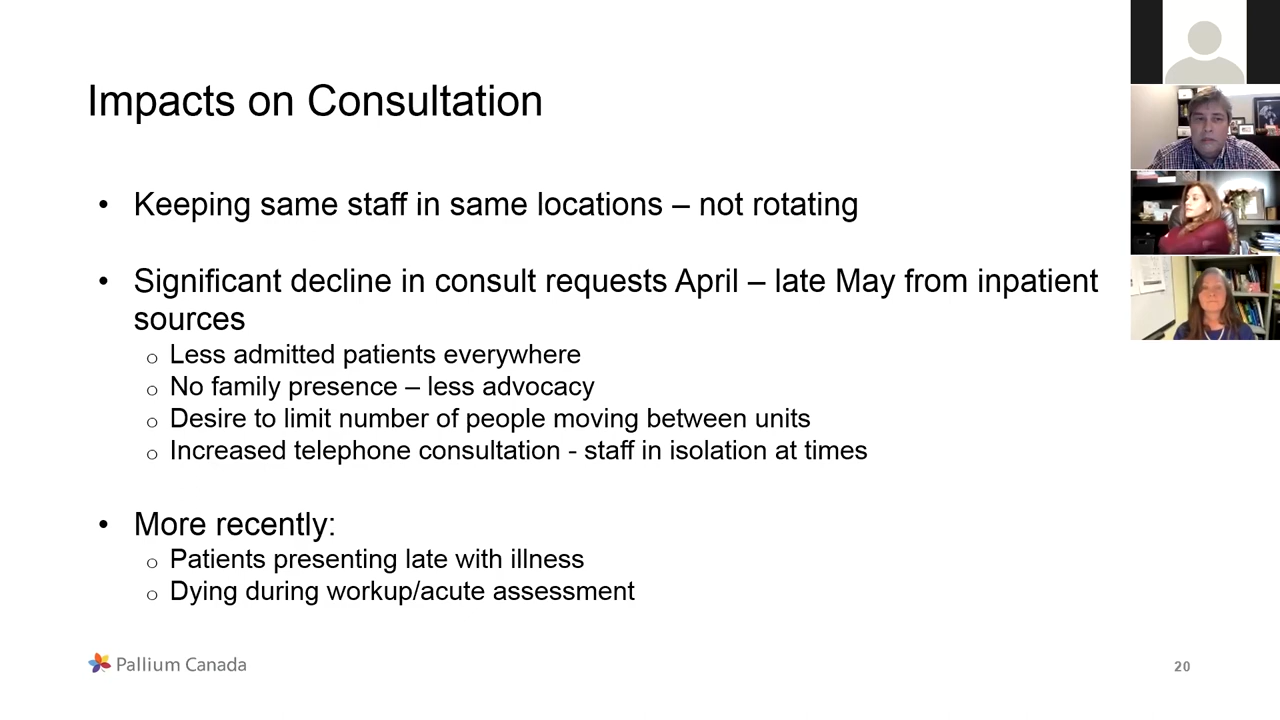 Impacts on Consultation
• Keeping same staff in same locations – not rotating
• Significant decline in consult requests April – late May from inpatient
sources
o Less admitted patients everywhere
o No family presence – less advocacy
o Desire to limit number of people moving between units
o Increased telephone consultation - staff in isolation at times
• More recently:
o Patients presenting late with illness
o Dying during workup/acute assessment
Pallium Canada
20